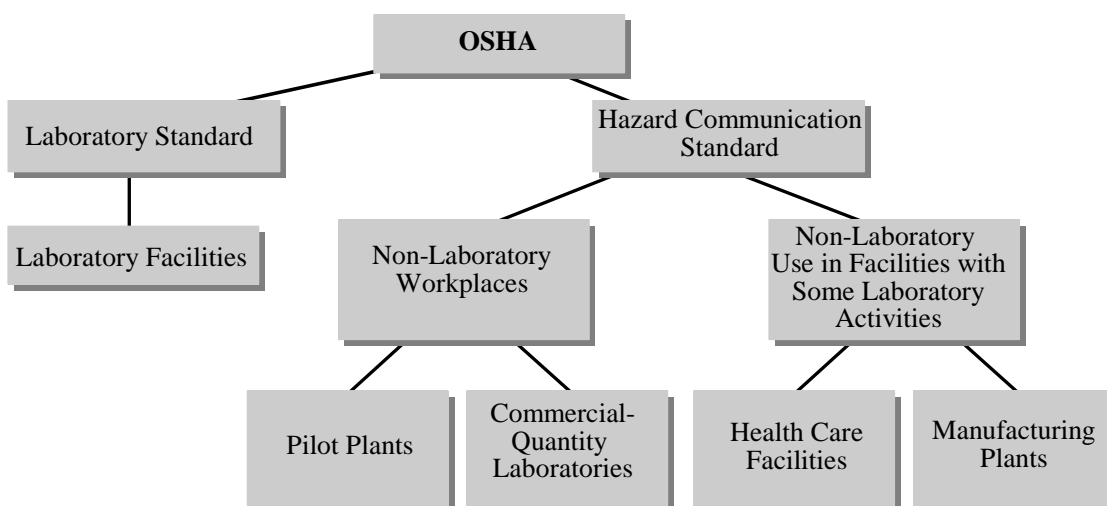 OSHA
Laboratory Standard
Hazard Communication
Standard
Laboratory Facilities
Non-Laboratory
Workplaces
Non-Laboratory
Use in Facilities with
Some Laboratory
Activities
Pilot Plants
Commercial-
Quantity
Laboratories
Health Care
Facilities
Manufacturing
Plants